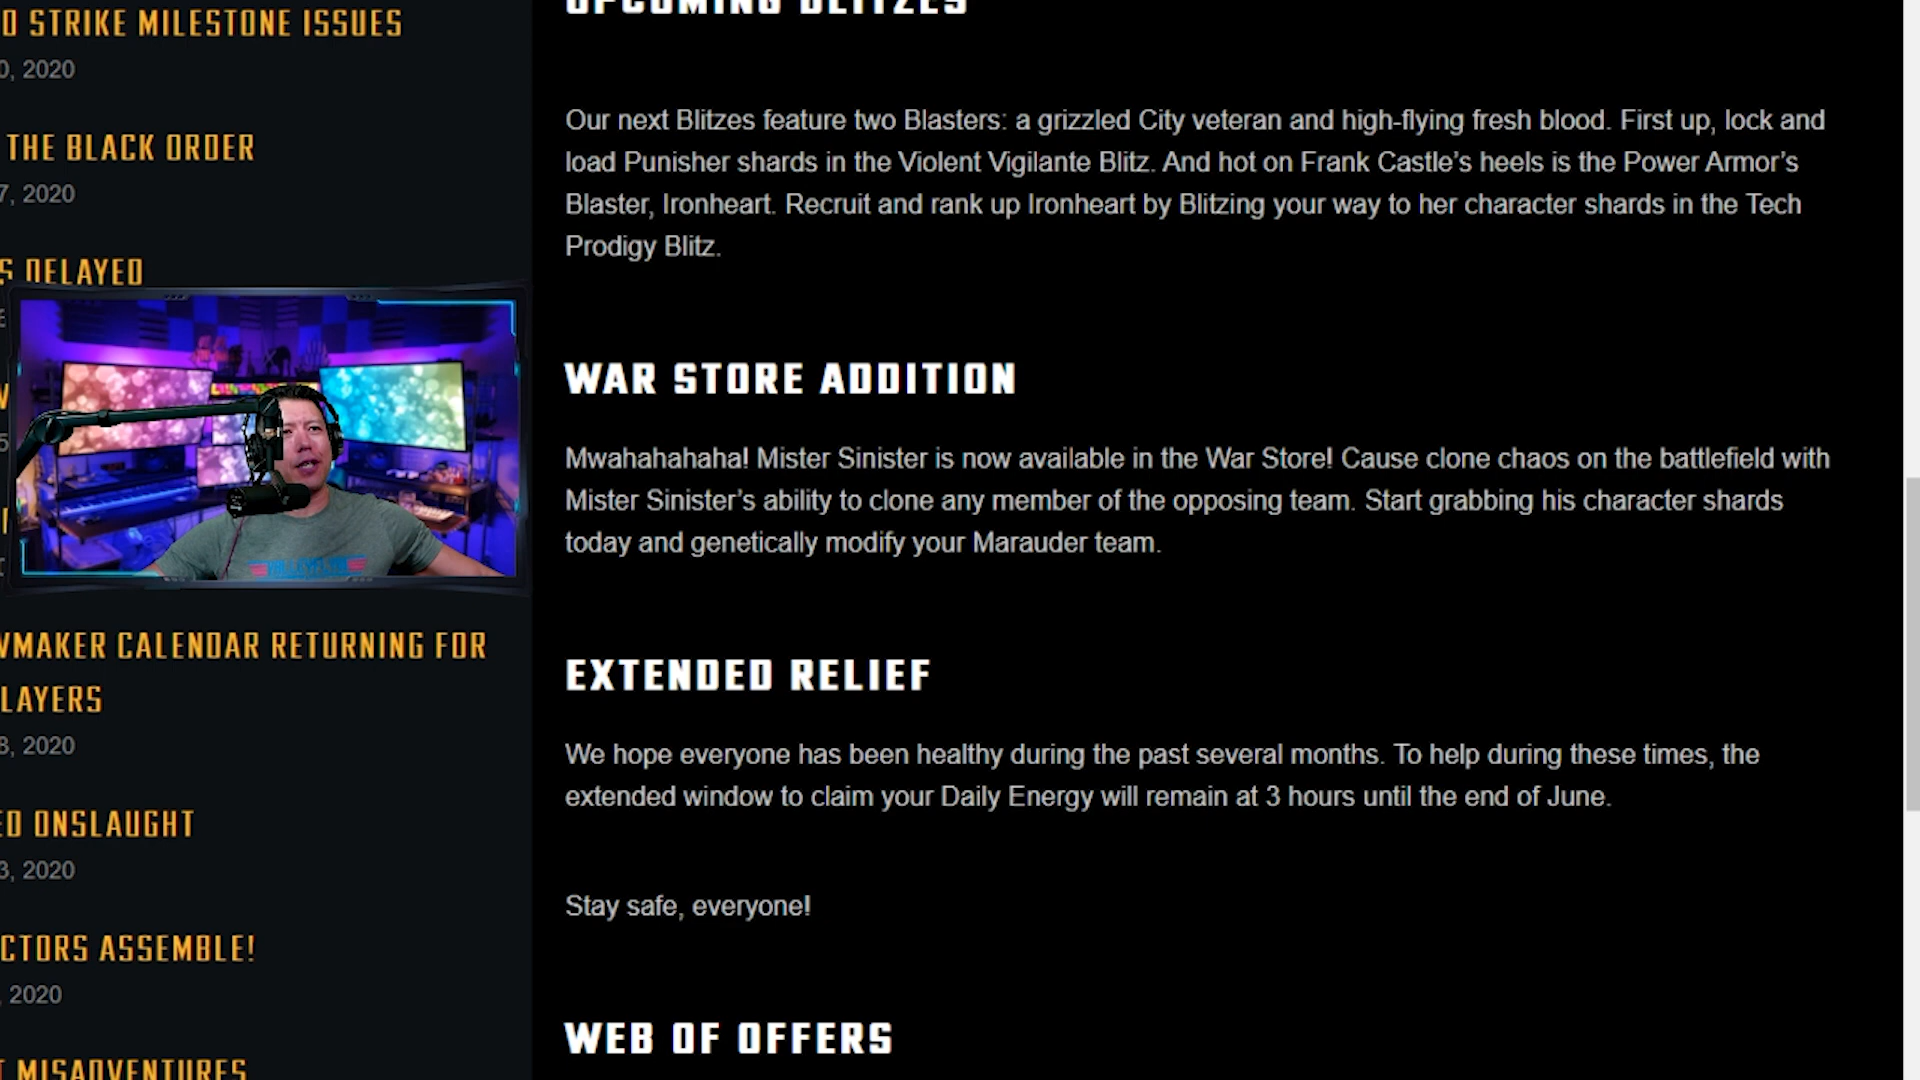 O STRIKE MILESTONE ISSUES
0, 2020
THE BLACK ORDER
7, 2020
S DELAYED
VMAKER CALENDAR RETURNING FOR
LAYERS
8, 2020
ED ONSLAUGHT
3, 2020
CTORS ASSEMBLE!
, 2020
T MISADVENTURES
UPCOMING BLITZES
Our next Blitzes feature two Blasters: a grizzled City veteran and high-flying fresh blood. First up, lock and
load Punisher shards in the Violent Vigilante Blitz. And hot on Frank Castle’s heels is the Power Armor’s
Blaster, Ironheart. Recruit and rank up Ironheart by Blitzing your way to her character shards in the Tech
Prodigy Blitz.
WAR STORE ADDITION
Mwahahahaha! Mister Sinister is now available in the War Store! Cause clone chaos on the battlefield with
Mister Sinister’s ability to clone any member of the opposing team. Start grabbing his character shards
today and genetically modify your Marauder team.
EXTENDED RELIEF
We hope everyone has been healthy during the past several months. To help during these times, the
extended window to claim your Daily Energy will remain at 3 hours until the end of June.
Stay safe, everyone!
WEB OF OFFERS